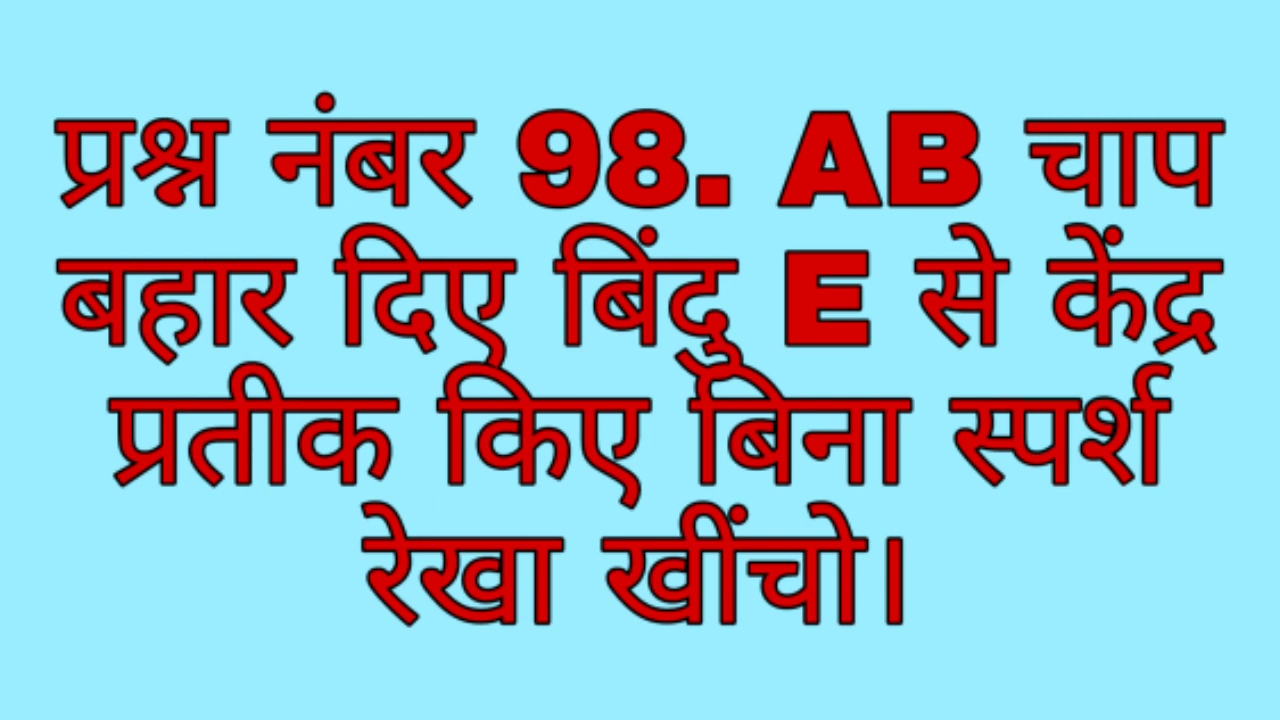 प्रश्न नंबर 98. AB चाप
बहार दिए बिंदु E से केंद्र
प्रतीक किए बिना स्पर्श
रेखा खींचो।